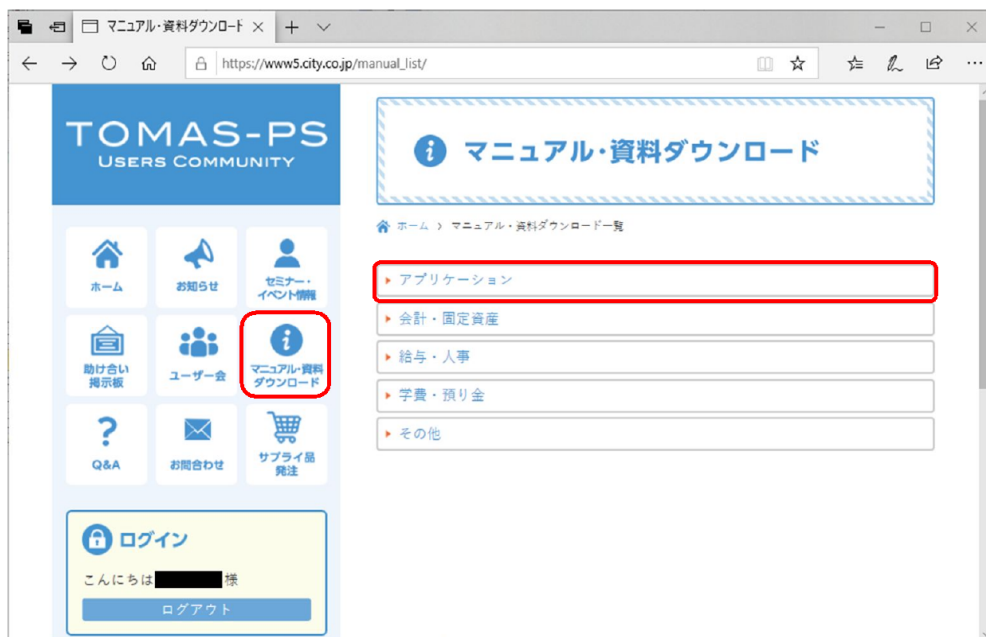 マニュアル・資料ダウンロード
https://www5.city.co.jp/manual_list/
TOMAS-PS
USERS COMMUNITY
ホーム
お知らせ
セミナー・
イベント情報
助け合い
掲示板
ユーザー会
マニュアル・資料
ダウンロード
Q&A
お問合わせ
サプライ品
発注
ログイン
こんにちは
様
ログアウト
マニュアル・資料ダウンロード
ホーム > マニュアル・資料ダウンロード一覧
アプリケーション
会計・固定資産
給与・人事
学費・預り金
その他